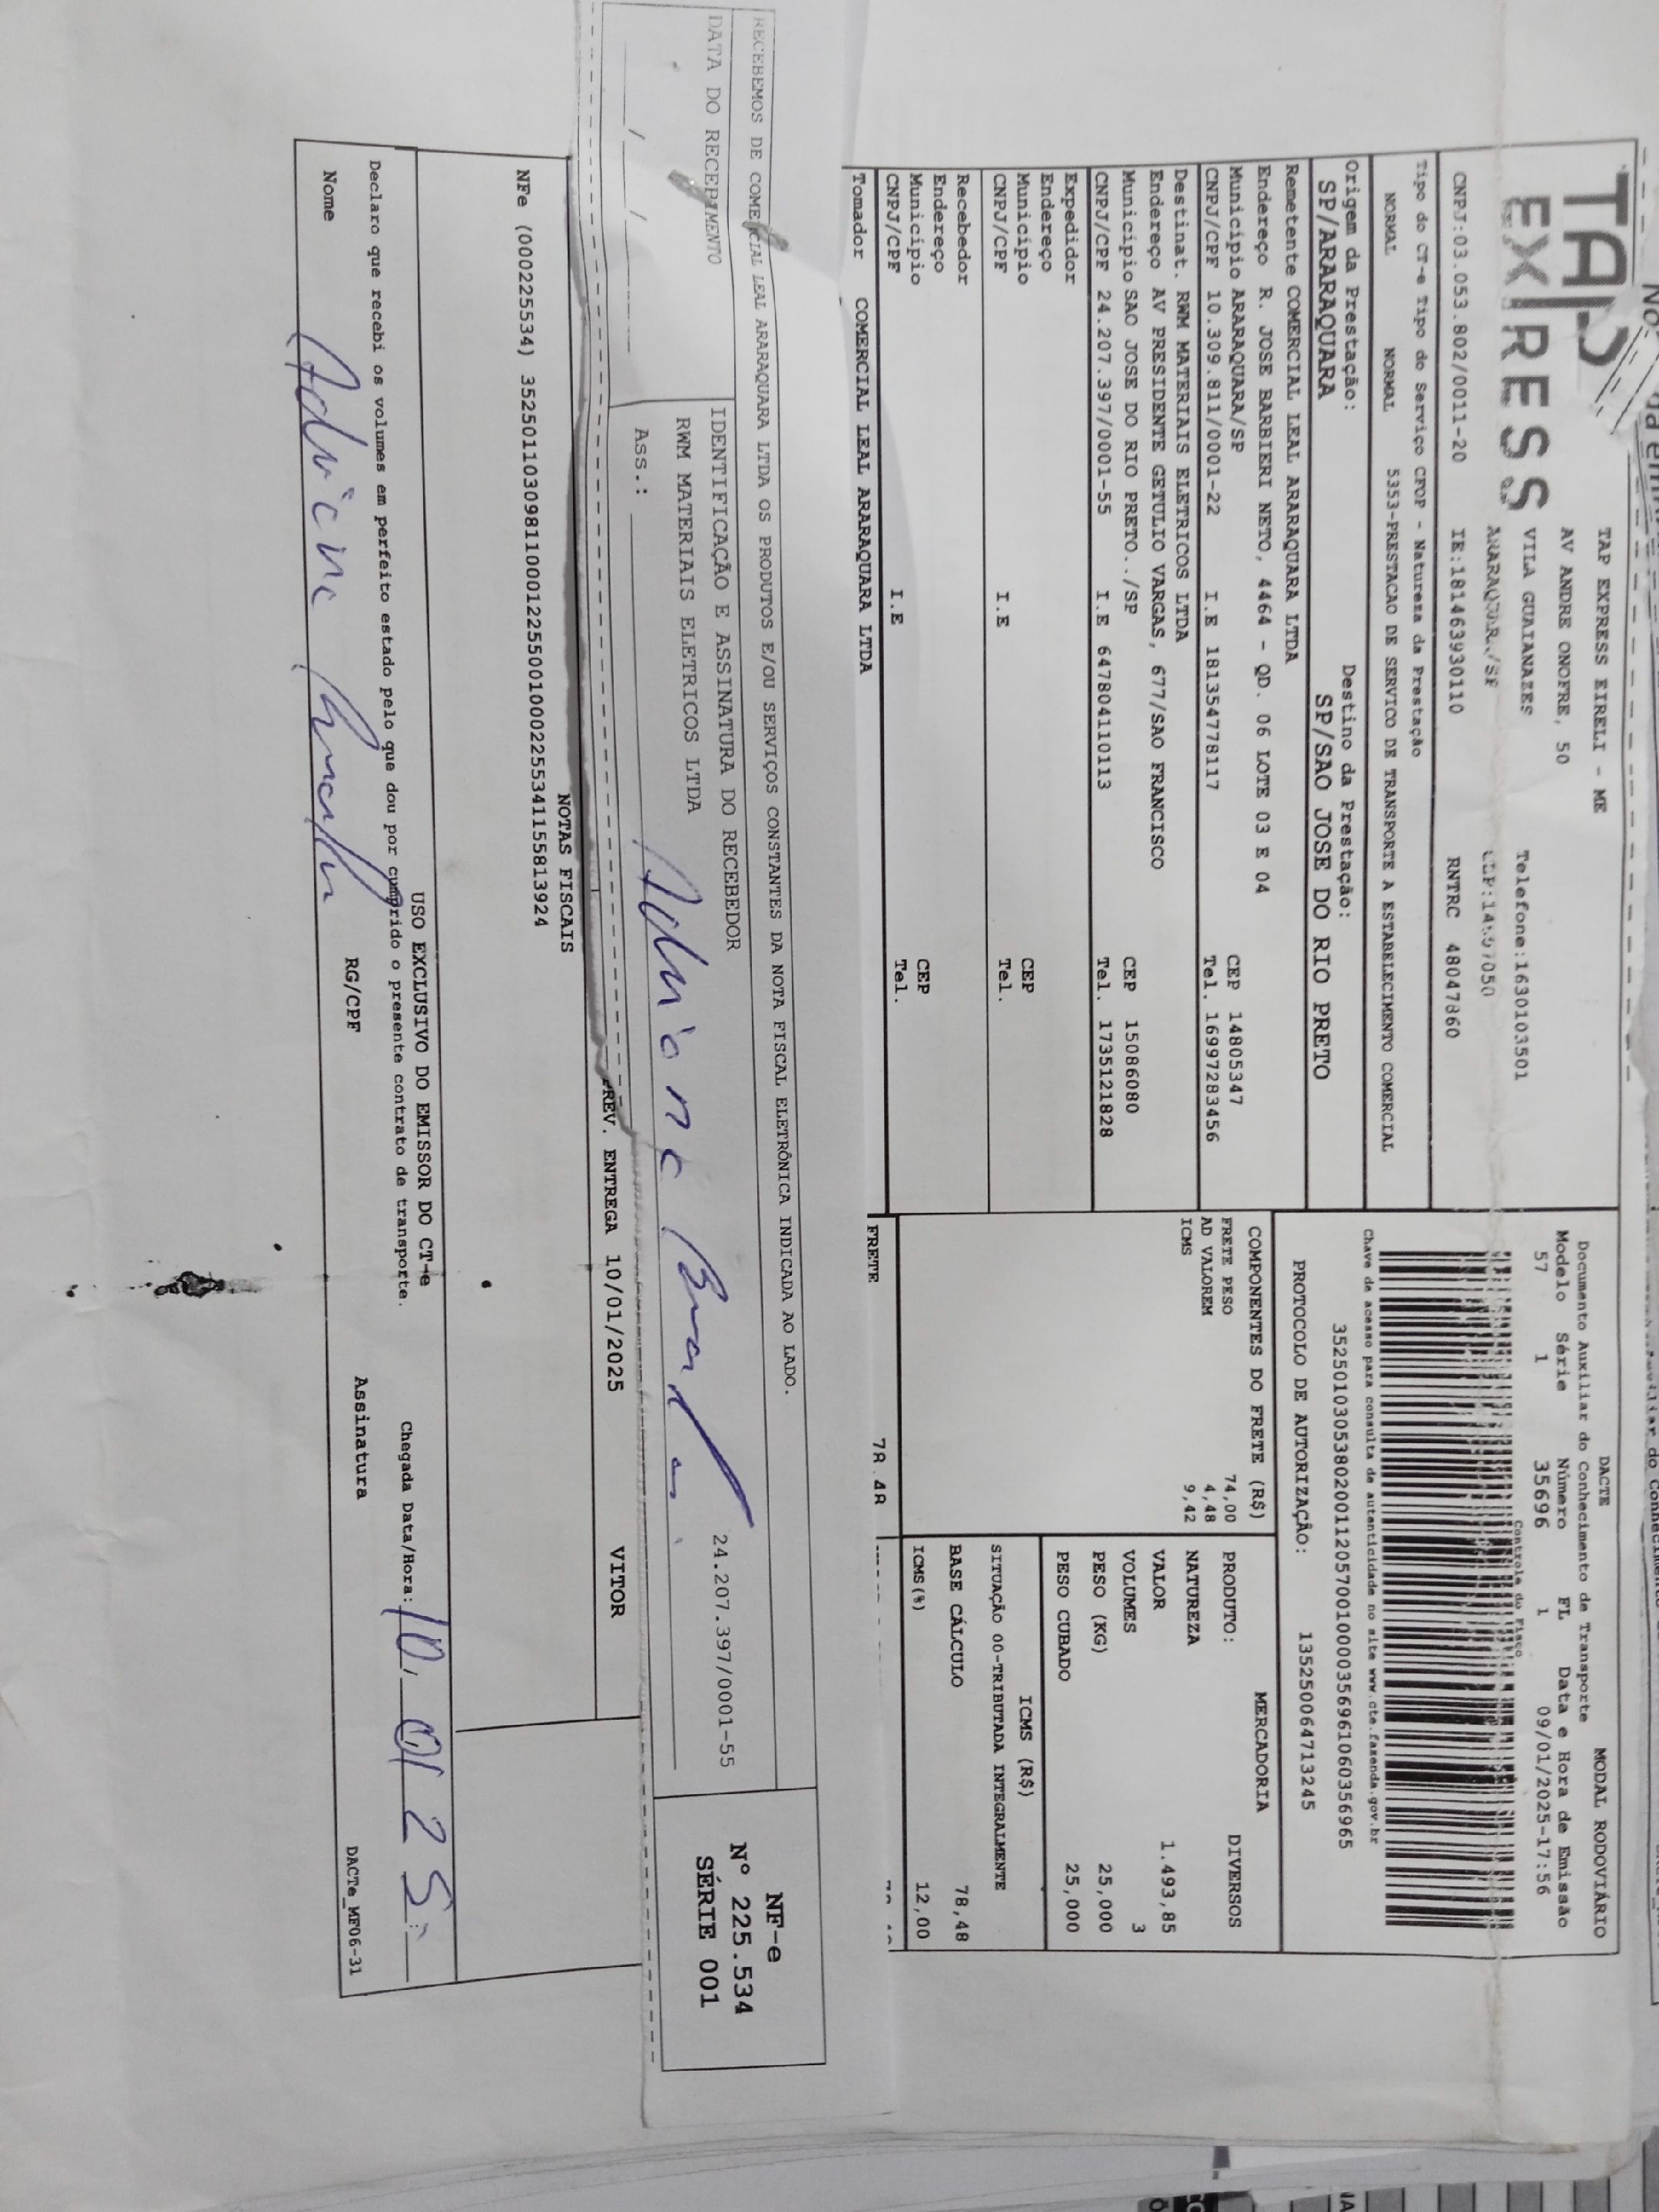 TAP EXPRESS
TAP EXPRESS EIRELI - ME
AV ANDRE ONOFRE, 50
VILA GUAIANAZES Telefone:1630103501
ARARAQUARA/SP
CNPJ:03.053.802/0011-20 IE:181463930110 RNTRC 48047860
Tipo do CT-e Tipo do Serviço CFOP - Natureza da Prestação
NORMAL NORMAL 5353-PRESTACAO DE SERVICO DE TRANSPORTE A ESTABELECIMENTO COMERCIAL
Origem da Prestação: Destino da Prestação:
SP/ARARAQUARA SP/SAO JOSE DO RIO PRETO
DACTE MODAL RODOVIÁRIO
Documento Auxiliar do Conhecimento de Transporte
Modelo Série Número FL Data e Hora de Emissão
57 1 35696 1 09/01/2025-17:56
Controle do Fisco
Chave de acesso para consulta da autenticidade no site www.cte.fazenda.gov.br
35250103053802001120570010000356961060356965
PROTOCOLO DE AUTORIZAÇÃO: 135250064713245
Remetente COMERCIAL LEAL ARARAQUARA LTDA
Endereço R. JOSE BARBIERI NETO, 4464 - QD. 06 LOTE 03 E 04
Município ARARAQUARA/SP CEP 14805347
CNPJ/CPF 10.309.811/0001-22 I.E 181354778117 Tel. 16997283456
Destinat. RWM MATERIAIS ELETRICOS LTDA
Endereço AV PRESIDENTE GETULIO VARGAS, 677/SAO FRANCISCO
Municipio SAO JOSE DO RIO PRETO../SP CEP 15086080
CNPJ/CPF 24.207.397/0001-55 I.E 647804110113 Tel. 1735121828
Expedidor
Endereço
Município CEP
CNPJ/CPF I.E Tel.
Recebedor
Endereço
Município CEP
CNPJ/CPF I.E Tel.
Tomador COMERCIAL LEAL ARARAQUARA LTDA
COMPONENTES DO FRETE (R$)
FRETE PESO 74,00
AD VALOREM 4,48
ICMS 9,42
FRETE 78.48
MERCADORIA
PRODUTO: DIVERSOS
NATUREZA
VALOR 1.493,85
VOLUMES 3
PESO (KG) 25,000
PESO CUBADO 25,000
ICMS (R$)
SITUAÇÃO 00-TRIBUTADA INTEGRALMENTE
BASE CÁLCULO 78,48
ICMS(%) 12,00
RECEBEMOS DE COMERCIAL LEAL ARARAQUARA LTDA OS PRODUTOS E/OU SERVIÇOS CONSTANTES DA NOTA FISCAL ELETRÔNICA INDICADA AO LADO.
DATA DO RECEBIMENTO
IDENTIFICAÇÃO E ASSINATURA DO RECEBEDOR
RWM MATERIAIS ELETRICOS LTDA 24.207.397/0001-55
Ass.:
NF-e
Nº 225.534
SÉRIE 001
PREV. ENTREGA 10/01/2025 VITOR
NOTAS FISCAIS
NFe (000225534) 35250110309811000122550010002255341155813924
USO EXCLUSIVO DO EMISSOR DO CT-e
Declaro que recebi os volumes em perfeito estado pelo que dou por cumprido o presente contrato de transporte.
Chegada Data/Hora: 10, 01 25
Nome RG/CPF Assinatura
DACTe_MF06-31